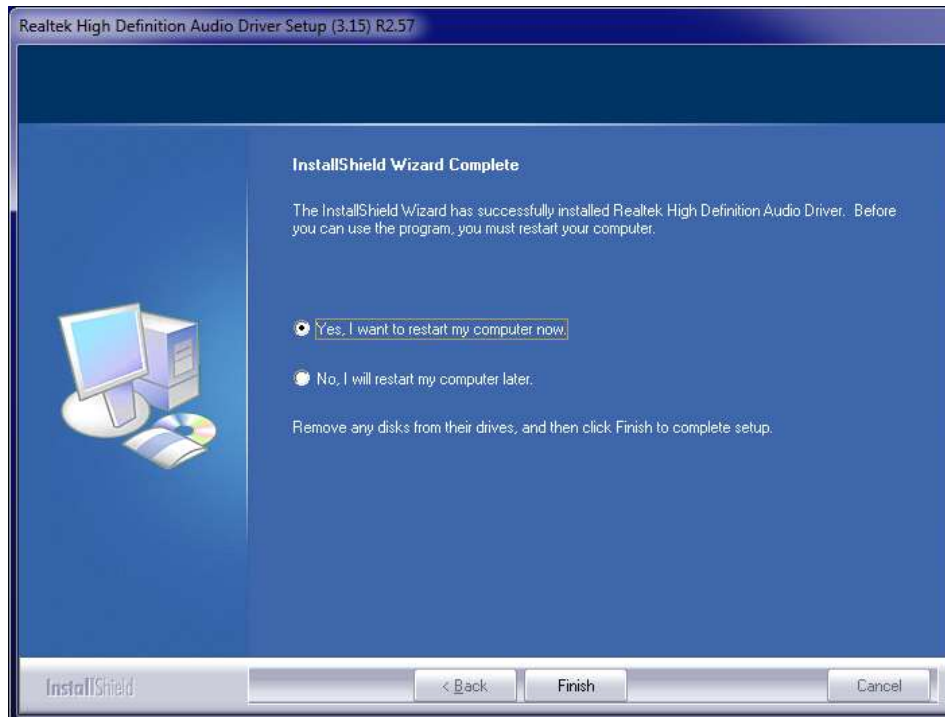 Realtek High Definition Audio Driver Setup (3.15) R2.57
InstallShield Wizard Complete
The InstallShield Wizard has successfully installed Realtek High Definition Audio Driver. Before
you can use the program, you must restart your computer.
Yes, I want to restart my computer now.
No, I will restart my computer later.
Remove any disks from their drives, and then click Finish to complete setup.
InstallShield
< Back
Finish
Cancel